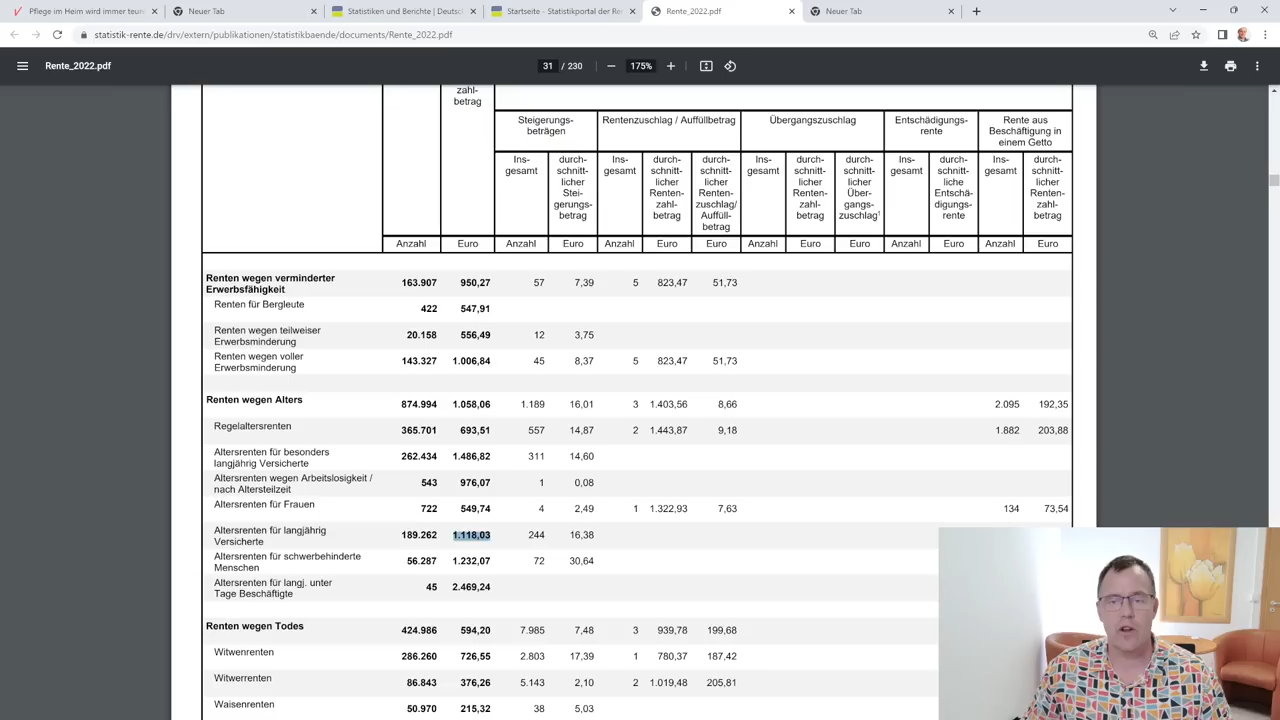 Pflege im Heim wird immer teue
Neuer Tab
Statistiken und Berichte | Deutsc
Startseite - Statistikportal der Re
Rente_2022.pdf
Neuer Tab
statistik-rente.de/drv/extern/publikationen/statistikbaende/documents/Rente_2022.pdf
Rente_2022.pdf
31 / 230
175%
zahl-
betrag
Steigerungs-
beträgen
Rentenzuschlag / Auffüllbetrag
Übergangszuschlag
Entschädigungs-
rente
Rente aus
Beschäftigung in
einem Getto
Ins-
gesamt
durch-
schnitt-
licher
Stei-
gerungs-
betrag
Ins-
gesamt
durch-
schnitt-
licher
Renten-
zahl-
betrag
durch-
schnitt-
licher
Renten-
zuschlag/
Auffüll-
betrag
Ins-
gesamt
durch-
schnitt-
licher
Renten-
zahl-
betrag
durch-
schnitt-
licher
Über-
gangs-
zuschlag¹
Ins-
gesamt
durch-
schnitt-
liche
Entschä-
digungs-
rente
Ins-
gesamt
durch-
schnitt-
licher
Renten-
zahl-
betrag
Anzahl Euro Anzahl Euro Anzahl Euro Euro Anzahl Euro Euro Anzahl Euro Anzahl Euro
Renten wegen verminderter
Erwerbsfähigkeit 163.907 950,27 57 7,39 5 823,47 51,73
Renten für Bergleute 422 547,91
Renten wegen teilweiser
Erwerbsminderung 20.158 556,49 12 3,75
Renten wegen voller
Erwerbsminderung 143.327 1.006,84 45 8,37 5 823,47 51,73
Renten wegen Alters 874.994 1.058,06 1.189 16,01 3 1.403,56 8,66 2.095 192,35
Regelaltersrenten 365.701 693,51 557 14,87 2 1.443,87 9,18 1.882 203,88
Altersrenten für besonders
langjährig Versicherte 262.434 1.486,82 311 14,60
Altersrenten wegen Arbeitslosigkeit /
nach Altersteilzeit 543 976,07 1 0,08
Altersrenten für Frauen 722 549,74 4 2,49 1 1.322,93 7,63 134 73,54
Altersrenten für langjährig
Versicherte 189.262 1.118,03 244 16,38
Altersrenten für schwerbehinderte
Menschen 56.287 1.232,07 72 30,64
Altersrenten für langj. unter
Tage Beschäftigte 45 2.469,24
Renten wegen Todes 424.986 594,20 7.985 7,48 3 939,78 199,68
Witwenrenten 286.260 726,55 2.803 17,39 1 780,37 187,42
Witwerrenten 86.843 376,26 5.143 2,10 2 1.019,48 205,81
Waisenrenten 50.970 215,32 38 5,03